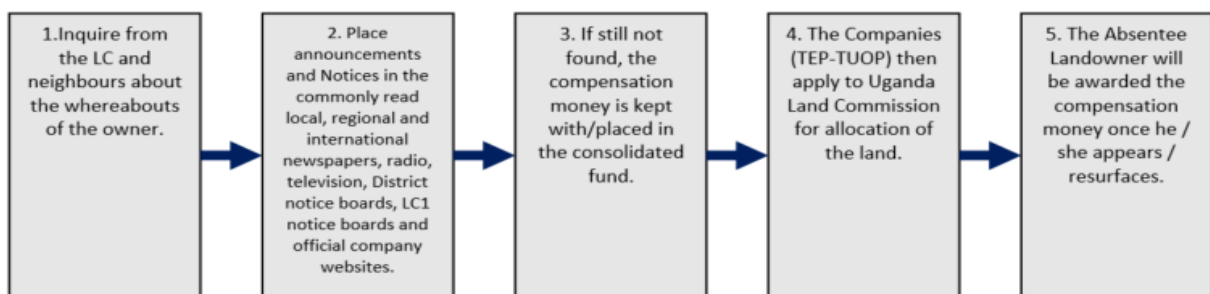 1.Inquire from
the LC and
neighbours about
the whereabouts
of the owner.
2. Place
announcements
and Notices in the
commonly read
local, regional and
international
newspapers, radio,
television, District
notice boards, LC1
notice boards and
official company
websites.
3. If still not
found, the
compensation
money is kept
with/placed in
the consolidated
fund.
4. The Companies
(TEP-TUOP) then
apply to Uganda
Land Commission
for allocation of
the land.
5. The Absentee
Landowner will
be awarded the
compensation
money once he /
she appears /
resurfaces.